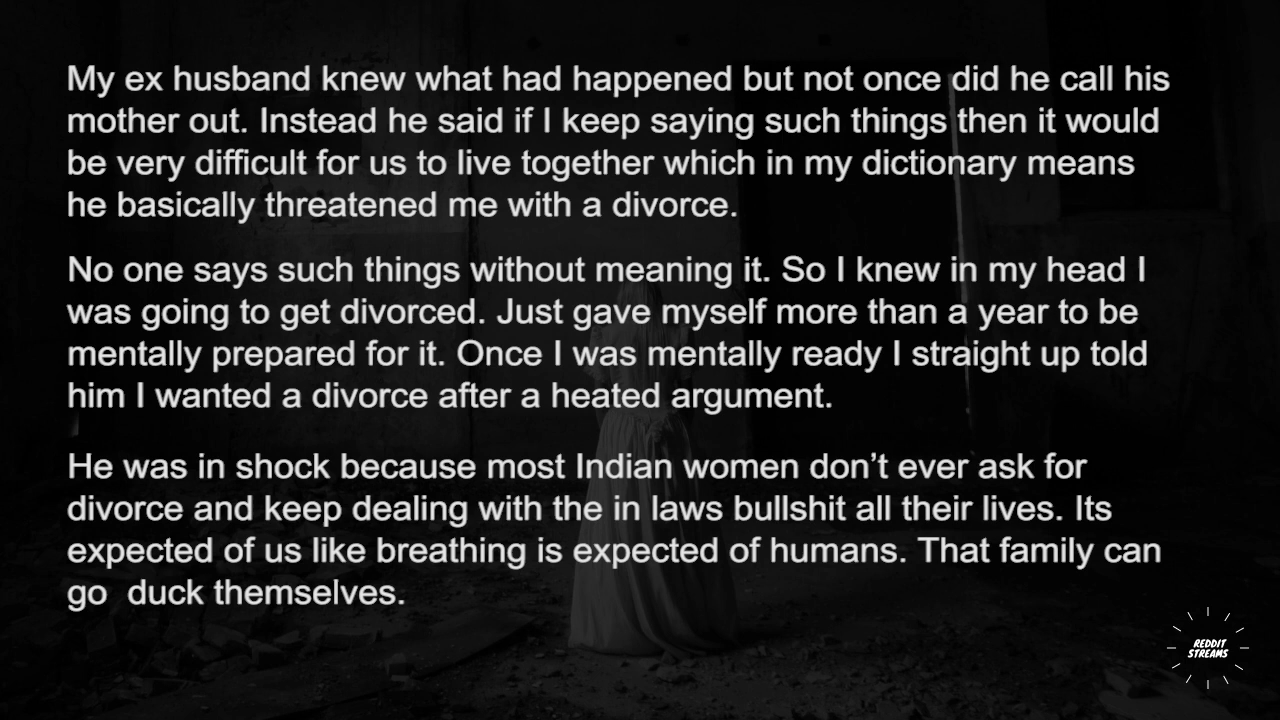 My ex husband knew what had happened but not once did he call his
mother out. Instead he said if I keep saying such things then it would
be very difficult for us to live together which in my dictionary means
he basically threatened me with a divorce.
No one says such things without meaning it. So I knew in my head I
was going to get divorced. Just gave myself more than a year to be
mentally prepared for it. Once I was mentally ready I straight up told
him I wanted a divorce after a heated argument.
He was in shock because most Indian women don’t ever ask for
divorce and keep dealing with the in laws bullshit all their lives. Its
expected of us like breathing is expected of humans. That family can
go  duck themselves.
REDDIT
STREAMS